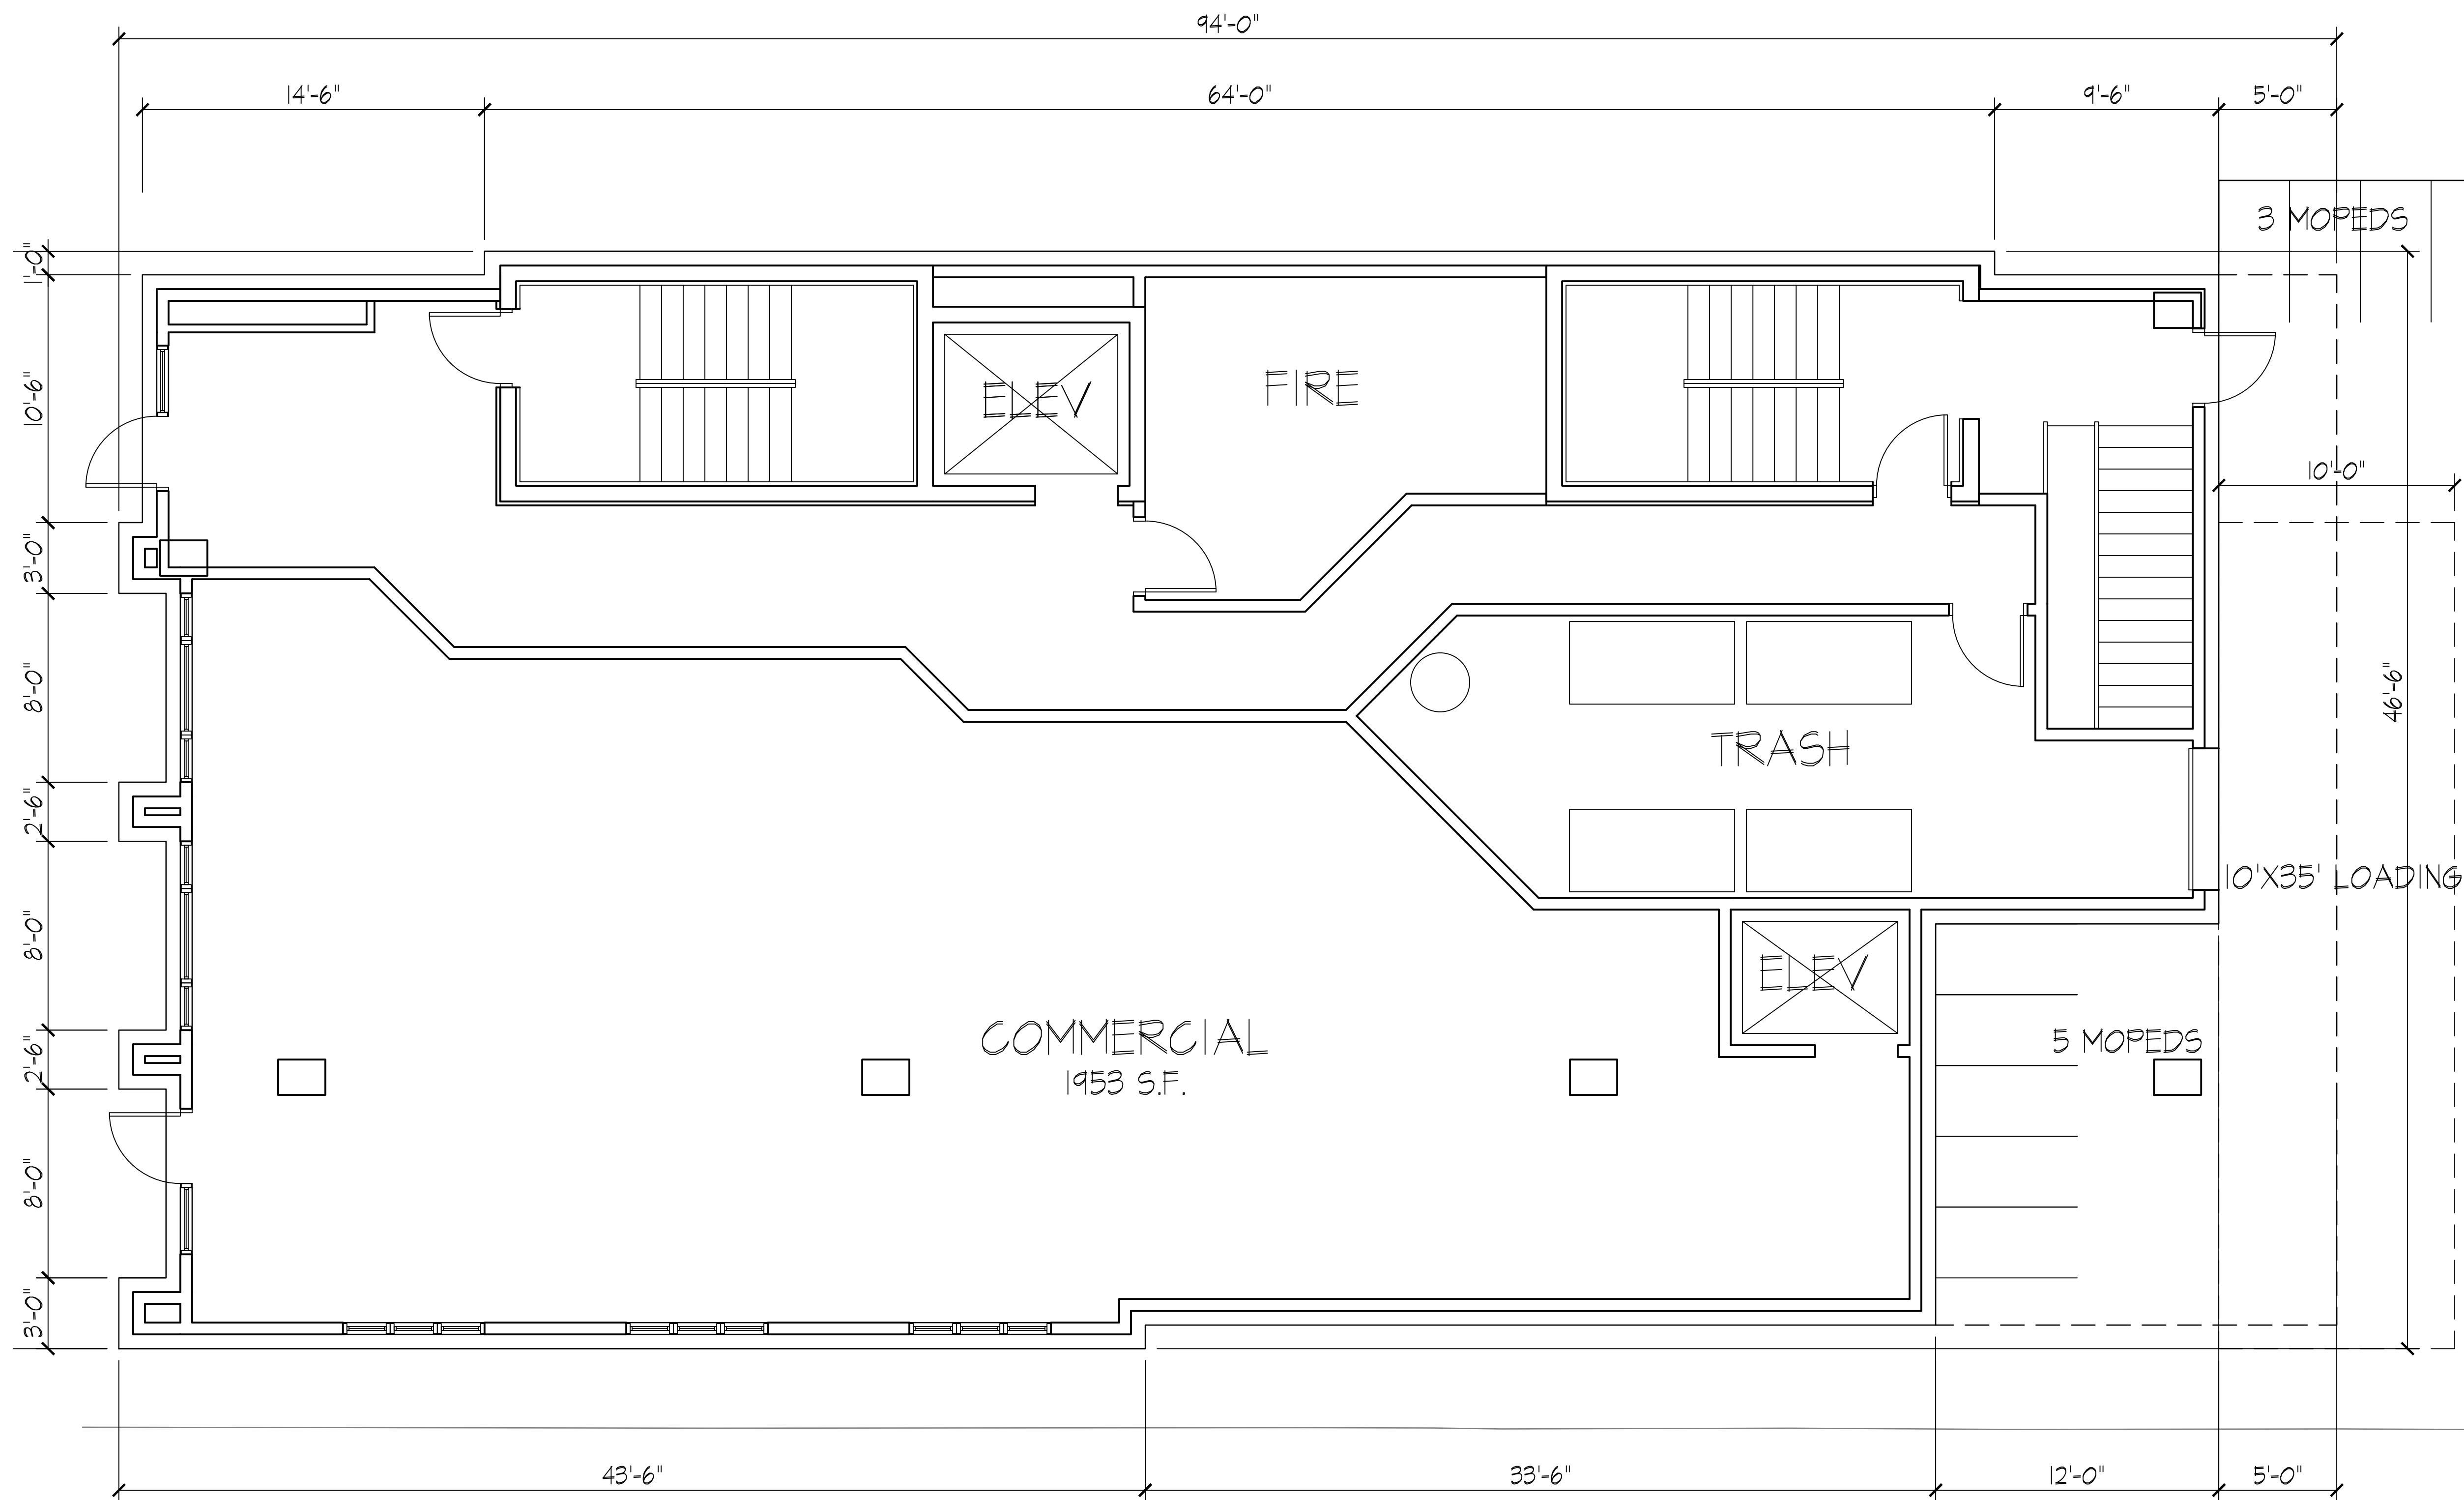 94'-0"
14'-6"
64'-0"
9'-6"
5'-0"
3 MOPEDS
1'-0"
10'-6"
ELEV
FIRE
10'-0"
3'-0"
8'-0"
46'-6"
TRASH
2'-6"
10'X35' LOADING
8'-0"
ELEV
COMMERCIAL
1953 S.F.
5 MOPEDS
2'-6"
8'-0"
3'-0"
43'-6"
33'-6"
12'-0"
5'-0"